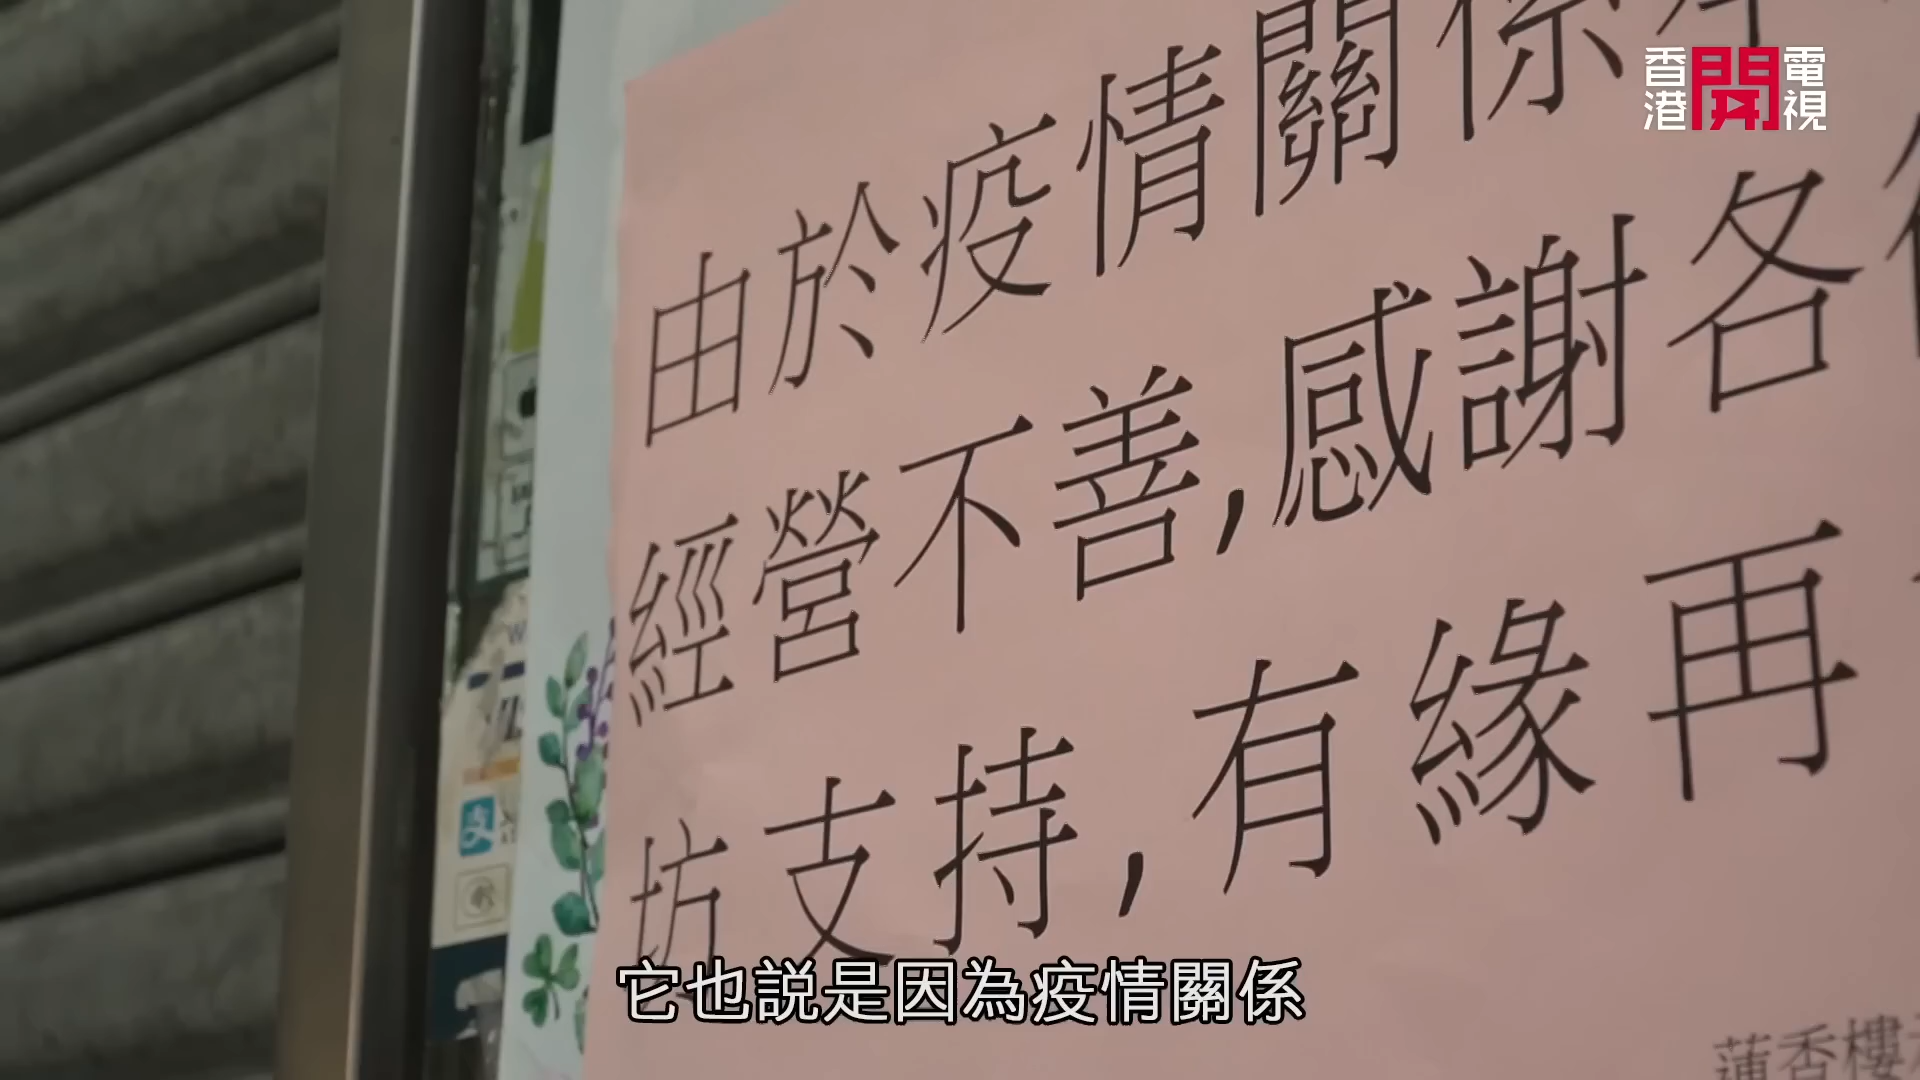 香港開電視
由於疫情關係
經營不善,感謝各
坊支持,有緣再
蓮香樓
它也説是因為疫情關係